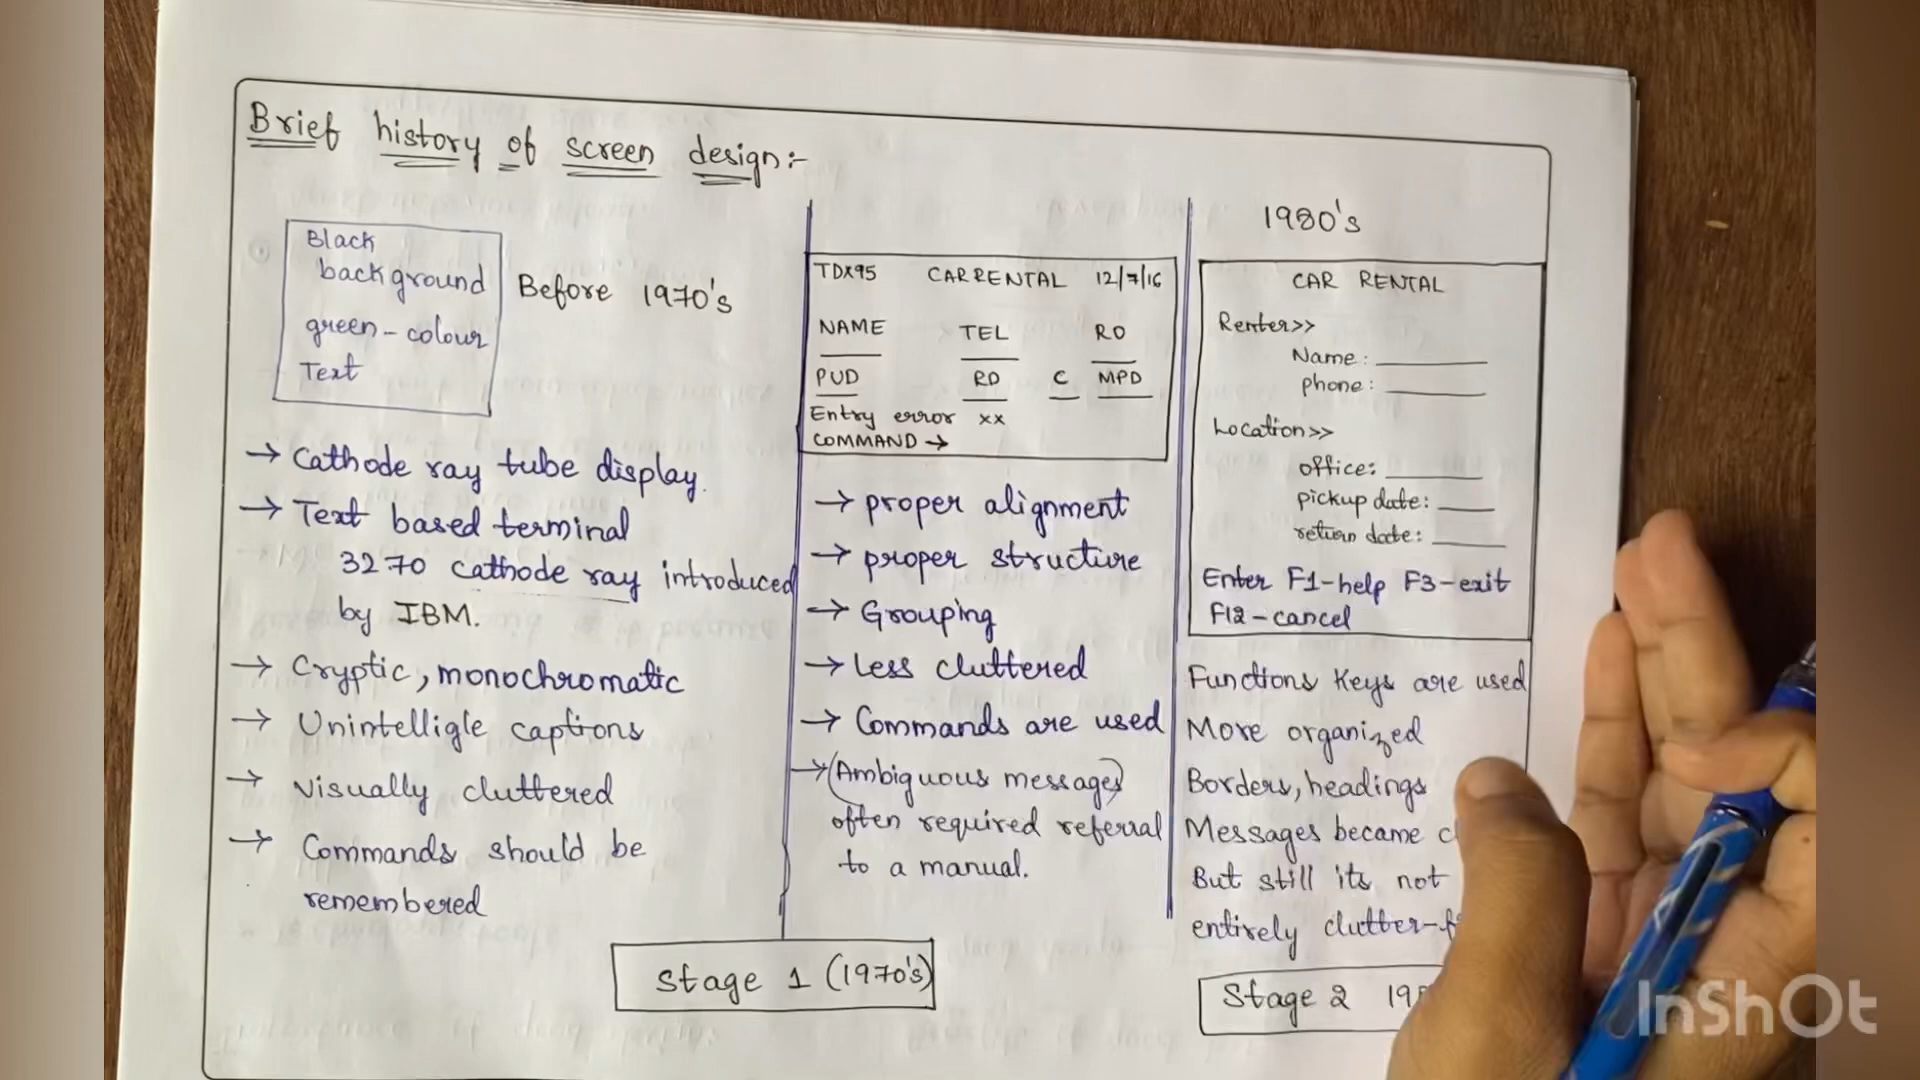 Brief history of screen design:-
Black
background
green-colour
Text
Before 1970's
→ Cathode ray tube display.
→ Text based terminal
3270 cathode ray introduced
by IBM.
→ Cryptic, monochromatic
→ Unintelligle captions
→ Visually cluttered
→ Commands should be
remembered
TDX95 CAR RENTAL 12/7/16
NAME TEL RO
PUD RD C MPD
Entry error xx
COMMAND →
→ proper alignment
→ proper structure
→ Grouping
→ Less cluttered
→ Commands are used
→ (Ambiguous messages)
often required referral
to a manual.
Stage 1 (1970's)
1980's
CAR RENTAL
Renter>>
Name:
phone:
Location>>
office:
pickup date:
return date:
Enter F1-help F3-exit
F12-cancel
Functions Keys are used
More organized
Borders, headings
Messages became
But still its not
entirely
Stage 2
InShOt